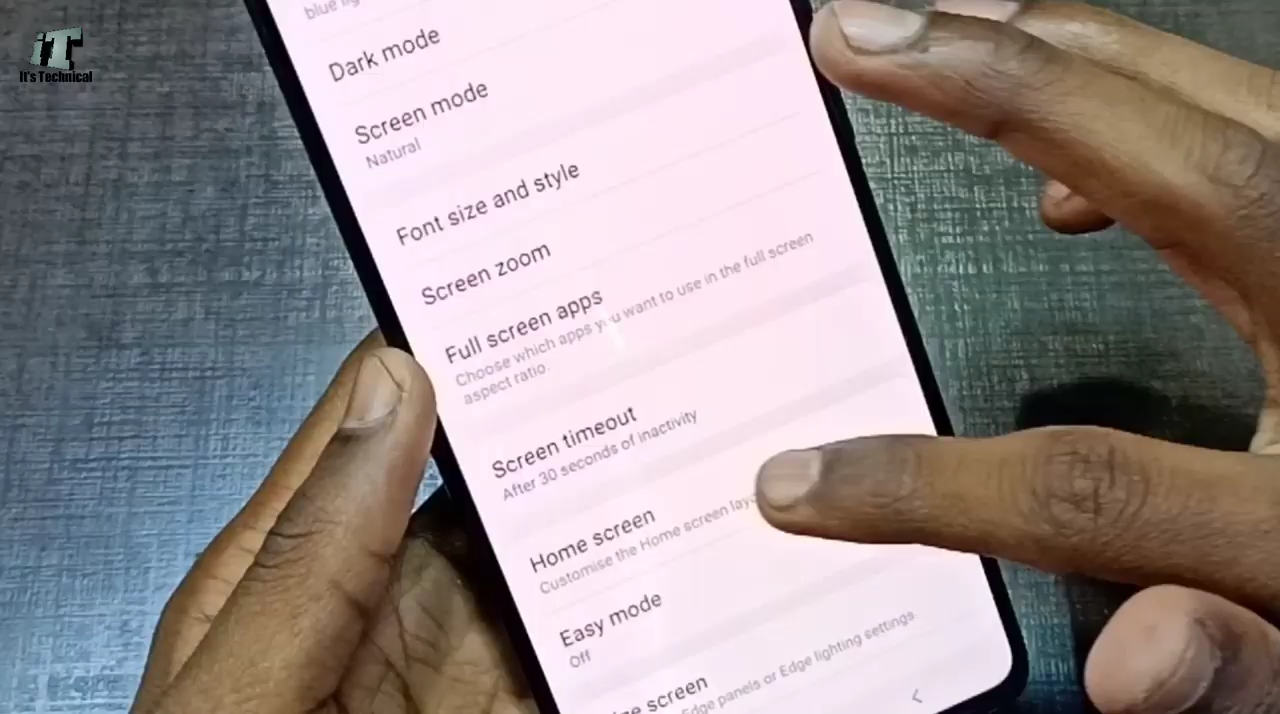 iT
It's Technical
blue
Dark mode
Screen mode
Natural
Font size and style
Screen zoom
Full screen apps
Choose which apps you want to use in the full screen
aspect ratio.
Screen timeout
After 30 seconds of inactivity
Home screen
Customise the Home screen
Easy mode
Off
screen
Edge panels or Edge lighting settings